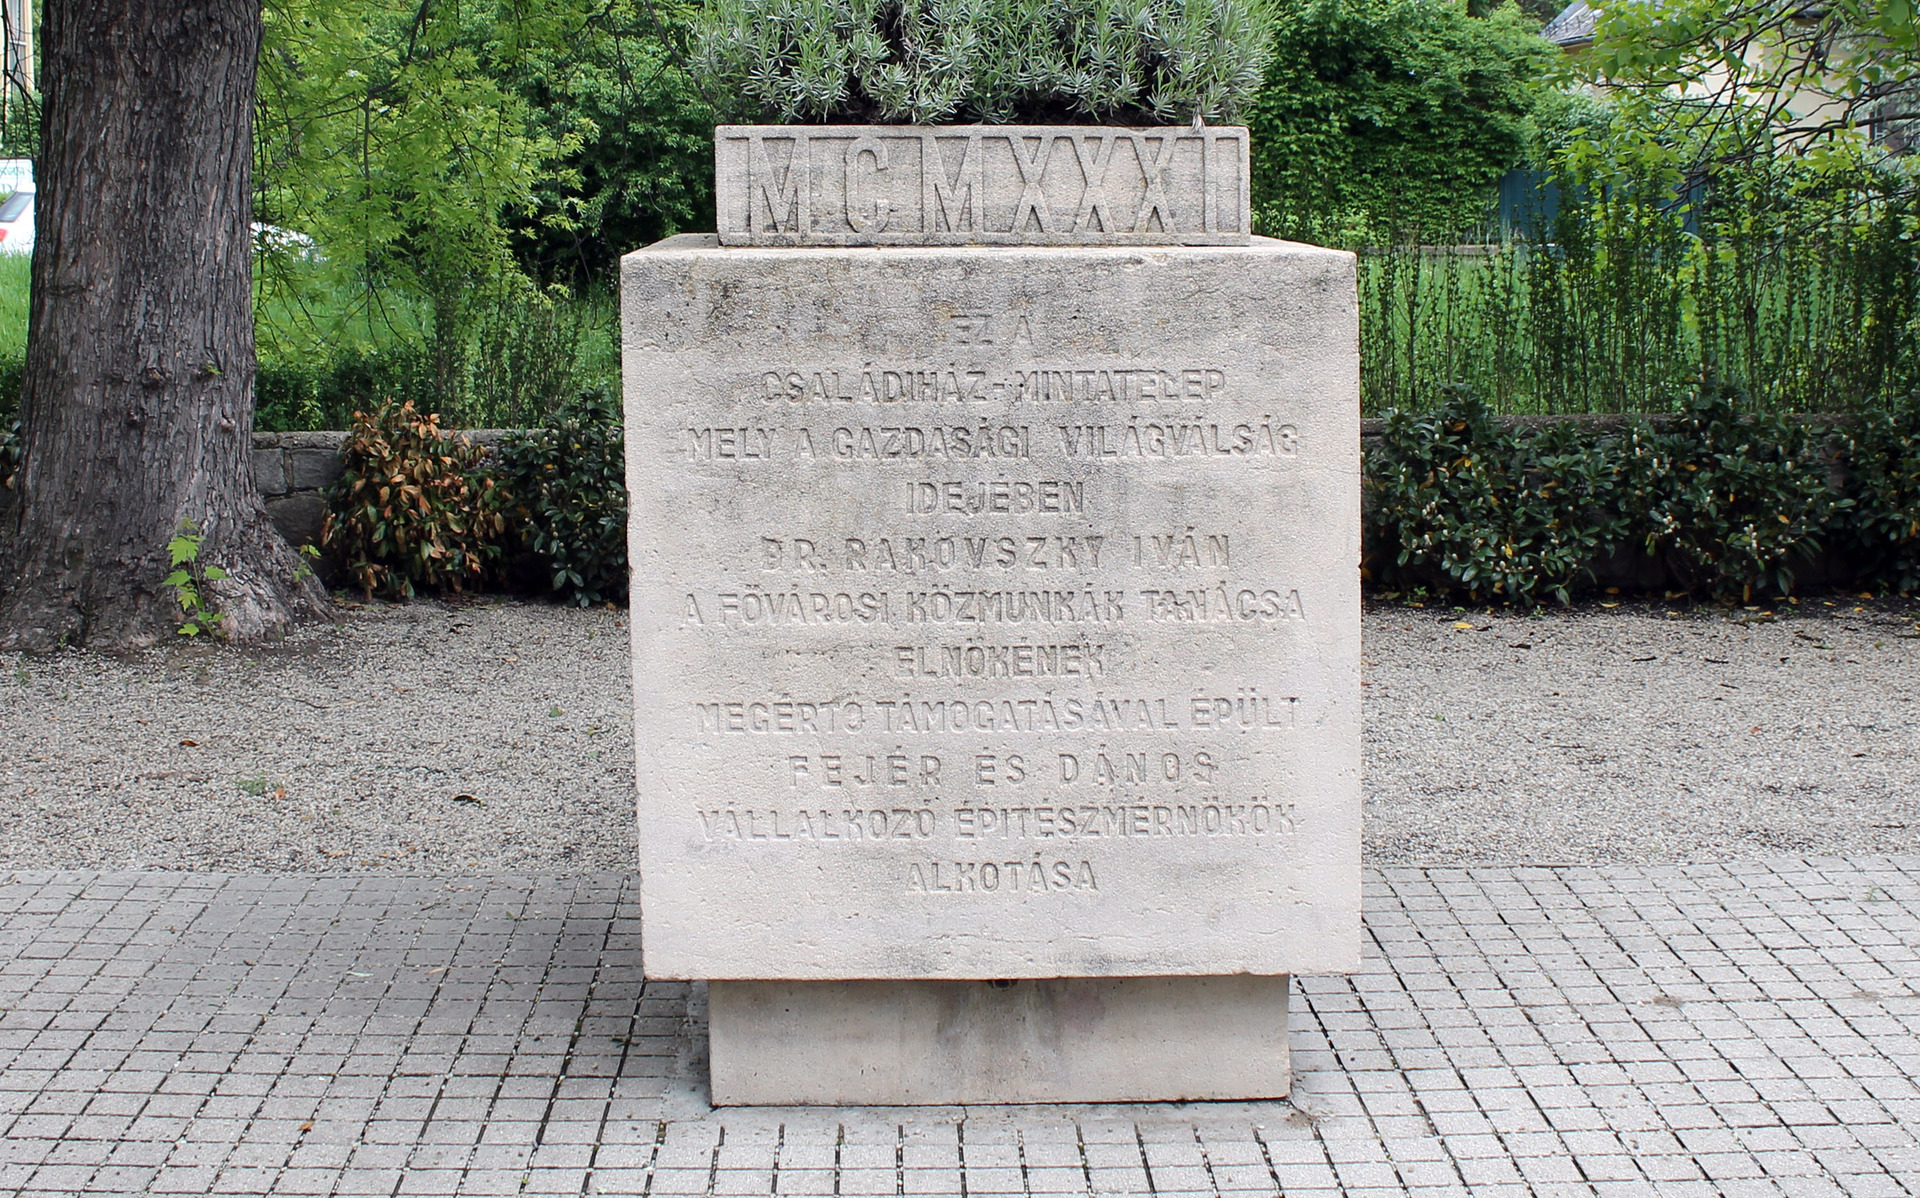 MCMXXXI
EZ A
CSALÁDIHÁZ-MINTATELEP
MELY A GAZDASÁGI VILÁGVÁLSÁG
IDEJÉBEN
DR. RAKOVSZKY IVÁN
A FŐVÁROSI KÖZMUNKÁK TANÁCSA
ELNÖKÉNEK
MEGÉRTŐ TÁMOGATÁSÁVAL ÉPÜLT
FEJÉR ÉS DÁNOS
VÁLLALKOZÓ ÉPITÉSZMÉRNÖKÖK
ALKOTÁSA